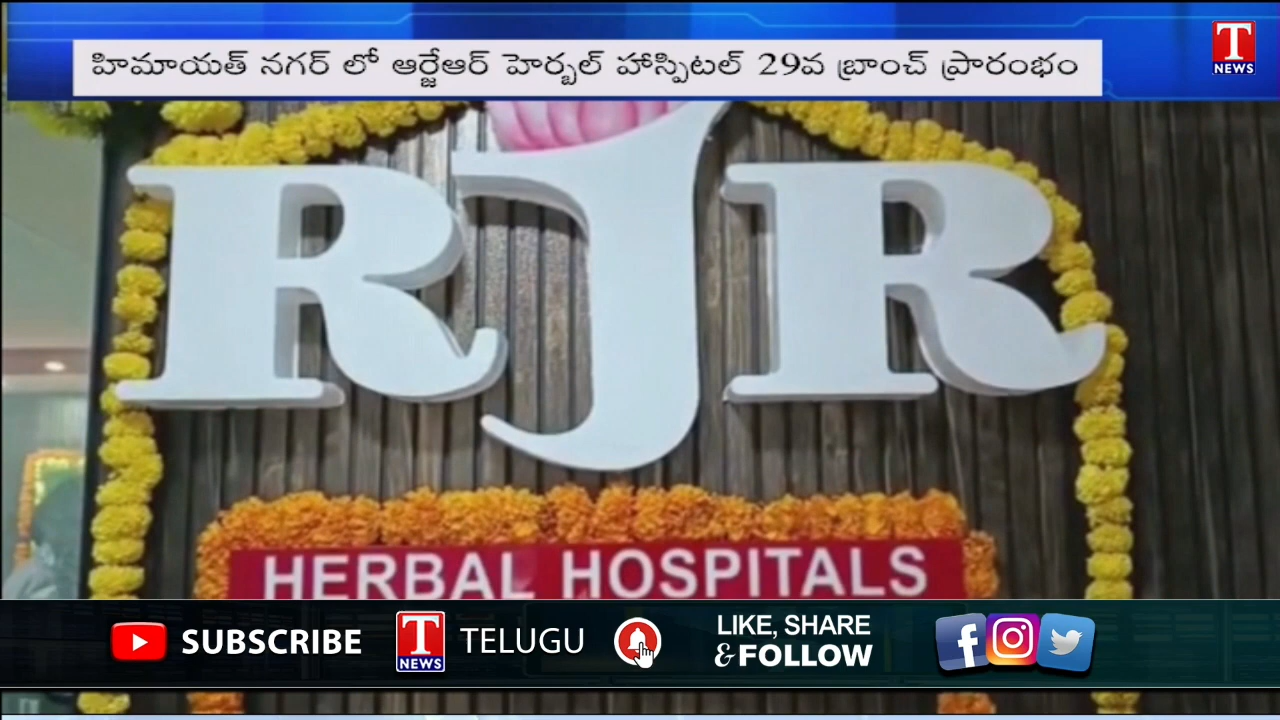 హిమాయత్ నగర్ లో ఆర్జేఆర్ హెర్బల్ హాస్పిటల్ 29వ బ్రాంచ్ ప్రారంభం
T
NEWS
RJR
HERBAL HOSPITALS
SUBSCRIBE
T
NEWS
TELUGU
LIKE, SHARE
& FOLLOW